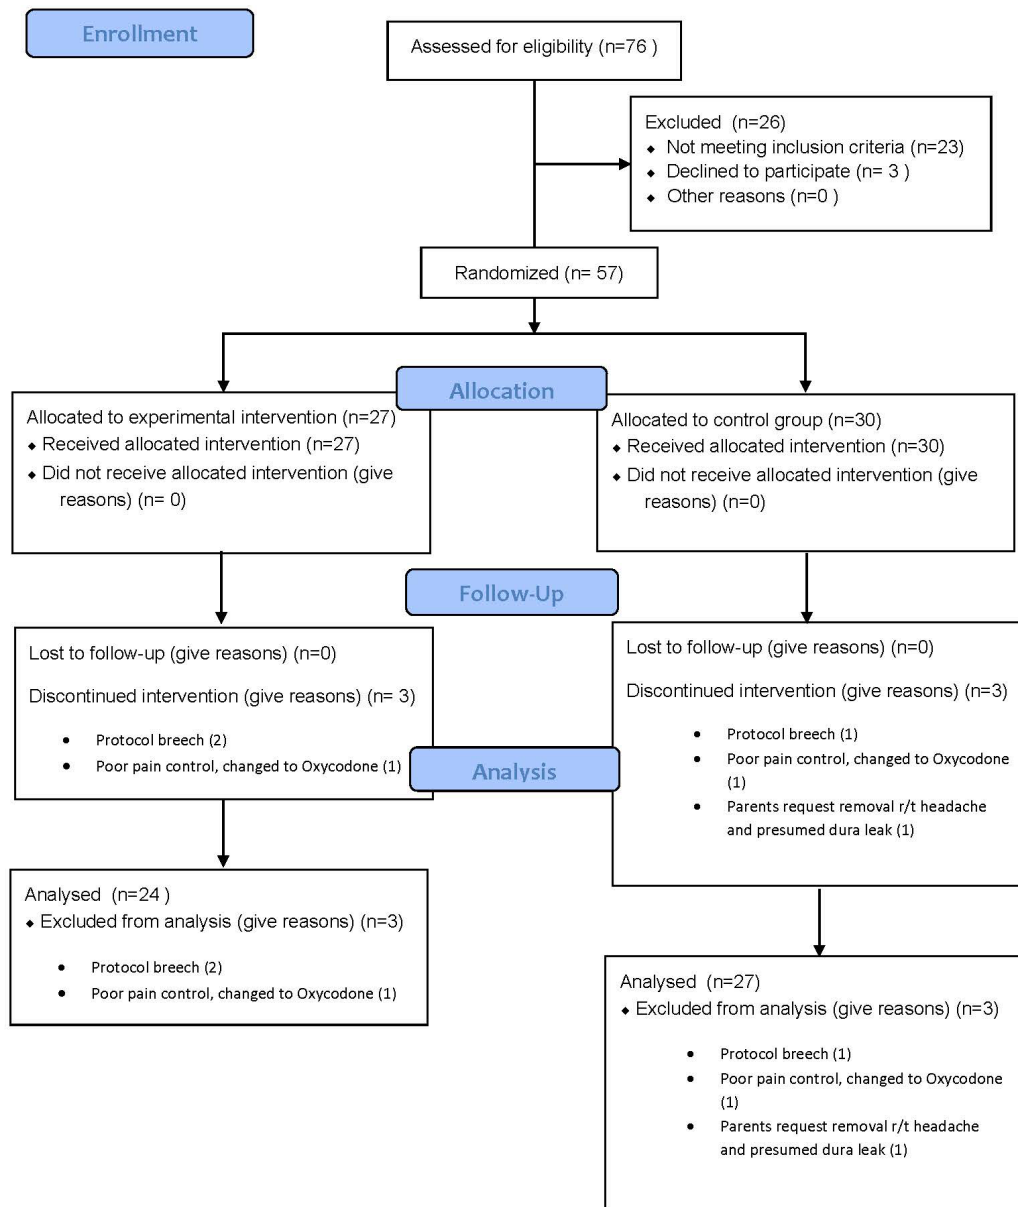 Enrollment
Assessed for eligibility (n=76 )
Excluded  (n=26)
⬥ Not meeting inclusion criteria (n=23)
⬥ Declined to participate (n= 3 )
⬥ Other reasons (n=0 )
Randomized (n= 57)
Allocation
Allocated to experimental intervention (n=27)
⬥ Received allocated intervention (n=27)
⬥ Did not receive allocated intervention (give
reasons) (n= 0)
Allocated to control group (n=30)
⬥ Received allocated intervention (n=30)
⬥ Did not receive allocated intervention (give
reasons) (n=0)
Follow-Up
Lost to follow-up (give reasons) (n=0)
Discontinued intervention (give reasons) (n= 3)
• Protocol breech (2)
• Poor pain control, changed to Oxycodone (1)
Lost to follow-up (give reasons) (n=0)
Discontinued intervention (give reasons) (n=3)
• Protocol breech (1)
• Poor pain control, changed to Oxycodone
(1)
• Parents request removal r/t headache
and presumed dura leak (1)
Analysis
Analysed  (n=24 )
⬥ Excluded from analysis (give reasons) (n=3)
• Protocol breech (2)
• Poor pain control, changed to Oxycodone (1)
Analysed  (n=27)
⬥ Excluded from analysis (give reasons) (n=3)
• Protocol breech (1)
• Poor pain control, changed to Oxycodone
(1)
• Parents request removal r/t headache
and presumed dura leak (1)